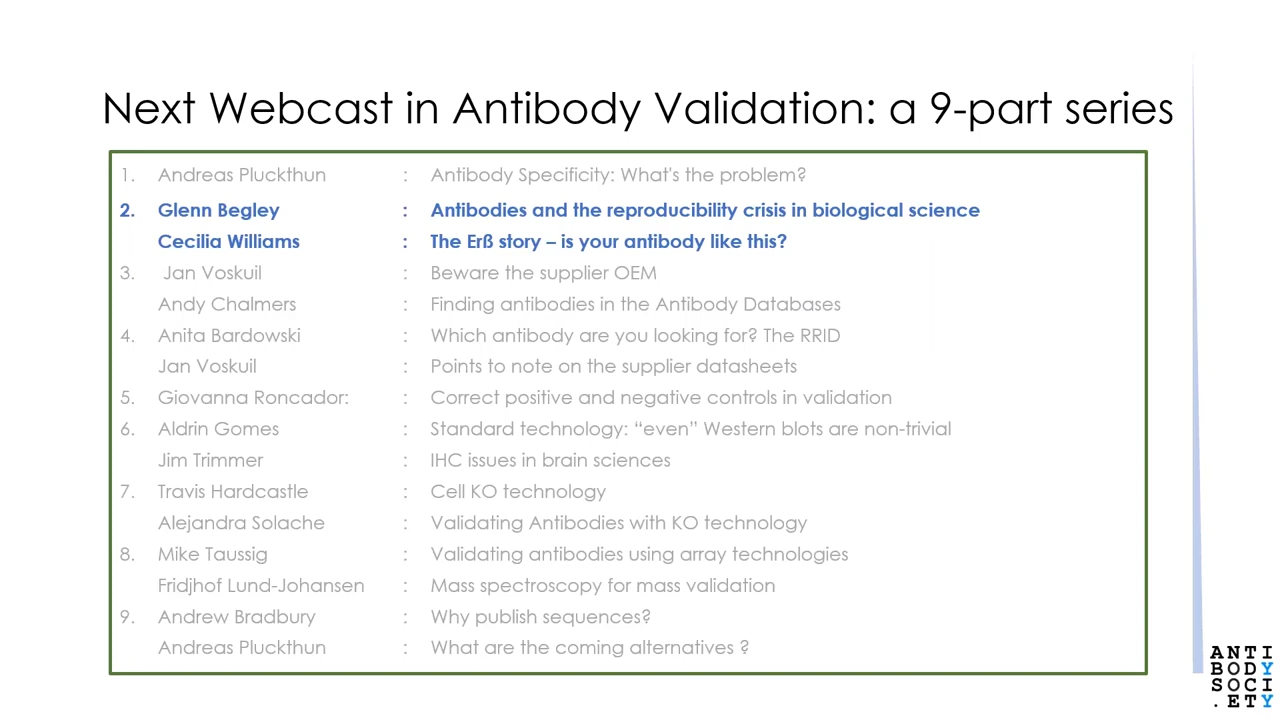 Next Webcast in Antibody Validation: a 9-part series
1. Andreas Pluckthun : Antibody Specificity: What's the problem?
2. Glenn Begley : Antibodies and the reproducibility crisis in biological science
Cecilia Williams : The Erß story – is your antibody like this?
3. Jan Voskuil : Beware the supplier OEM
Andy Chalmers : Finding antibodies in the Antibody Databases
4. Anita Bardowski : Which antibody are you looking for? The RRID
Jan Voskuil : Points to note on the supplier datasheets
5. Giovanna Roncador: : Correct positive and negative controls in validation
6. Aldrin Gomes : Standard technology: “even” Western blots are non-trivial
Jim Trimmer : IHC issues in brain sciences
7. Travis Hardcastle : Cell KO technology
Alejandra Solache : Validating Antibodies with KO technology
8. Mike Taussig : Validating antibodies using array technologies
Fridjhof Lund-Johansen : Mass spectroscopy for mass validation
9. Andrew Bradbury : Why publish sequences?
Andreas Pluckthun : What are the coming alternatives ?
ANTI
BODY
SOCI
.ETY